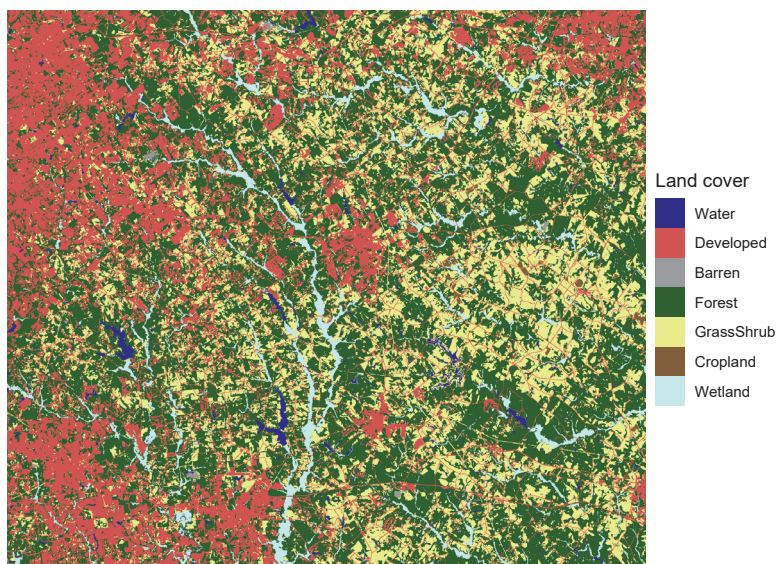 Land cover
Water
Developed
Barren
Forest
GrassShrub
Cropland
Wetland